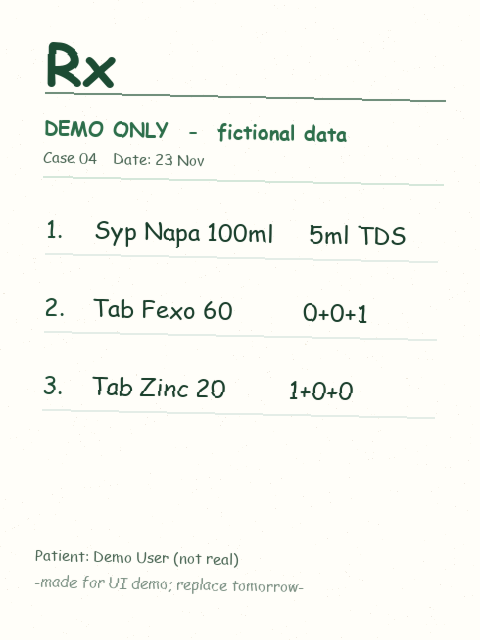 Rx
DEMO ONLY - fictional data
Case 04 Date: 23 Nov
1. Syp Napa 100ml 5ml TDS
2. Tab Fexo 60 0+0+1
3. Tab Zinc 20 1+0+0
Patient: Demo User (not real)
-made for UI demo; replace tomorrow-